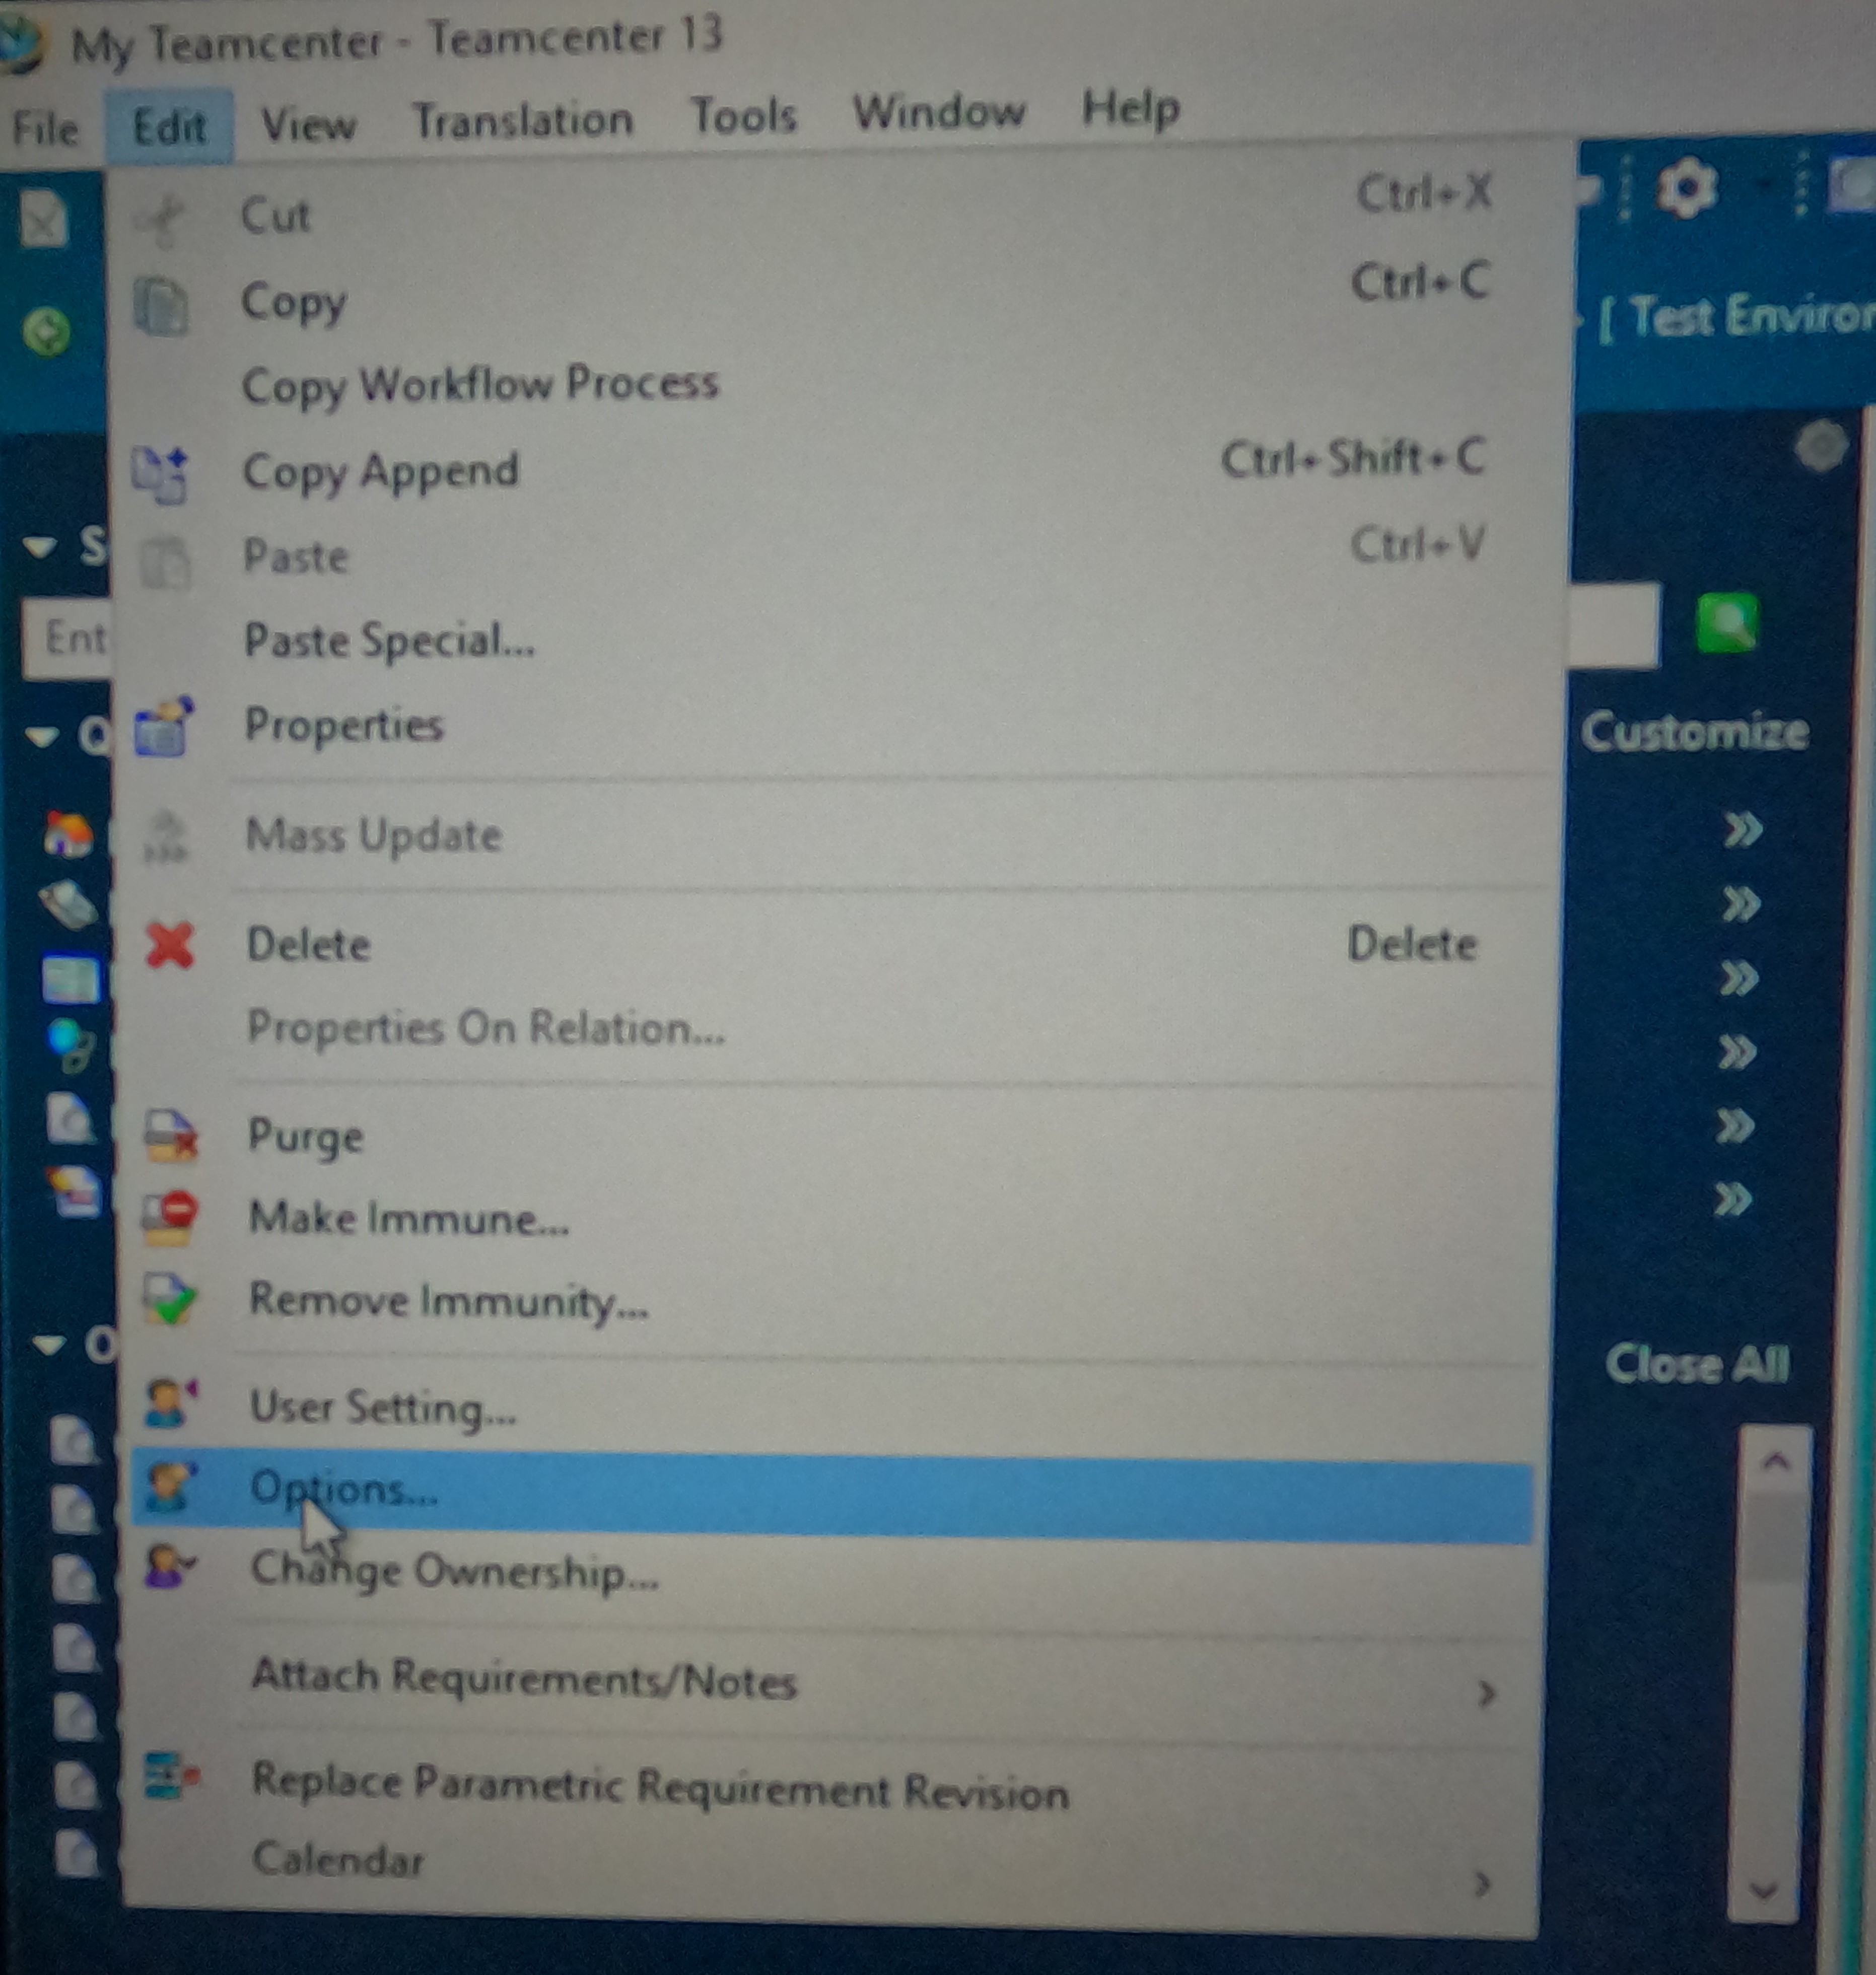 My Teamcenter - Teamcenter 13
File Edit View Translation Tools Window Help
Cut Ctrl+X
Copy Ctrl+C
[ Test Environ
Copy Workflow Process
Copy Append Ctrl+Shift+C
S
Paste Ctrl+V
Ent
Paste Special...
Properties
Q
Customize
Mass Update
Delete Delete
Properties On Relation...
Purge
Make Immune...
Remove Immunity...
O
Close All
User Setting...
Options...
Change Ownership...
Attach Requirements/Notes
Replace Parametric Requirement Revision
Calendar